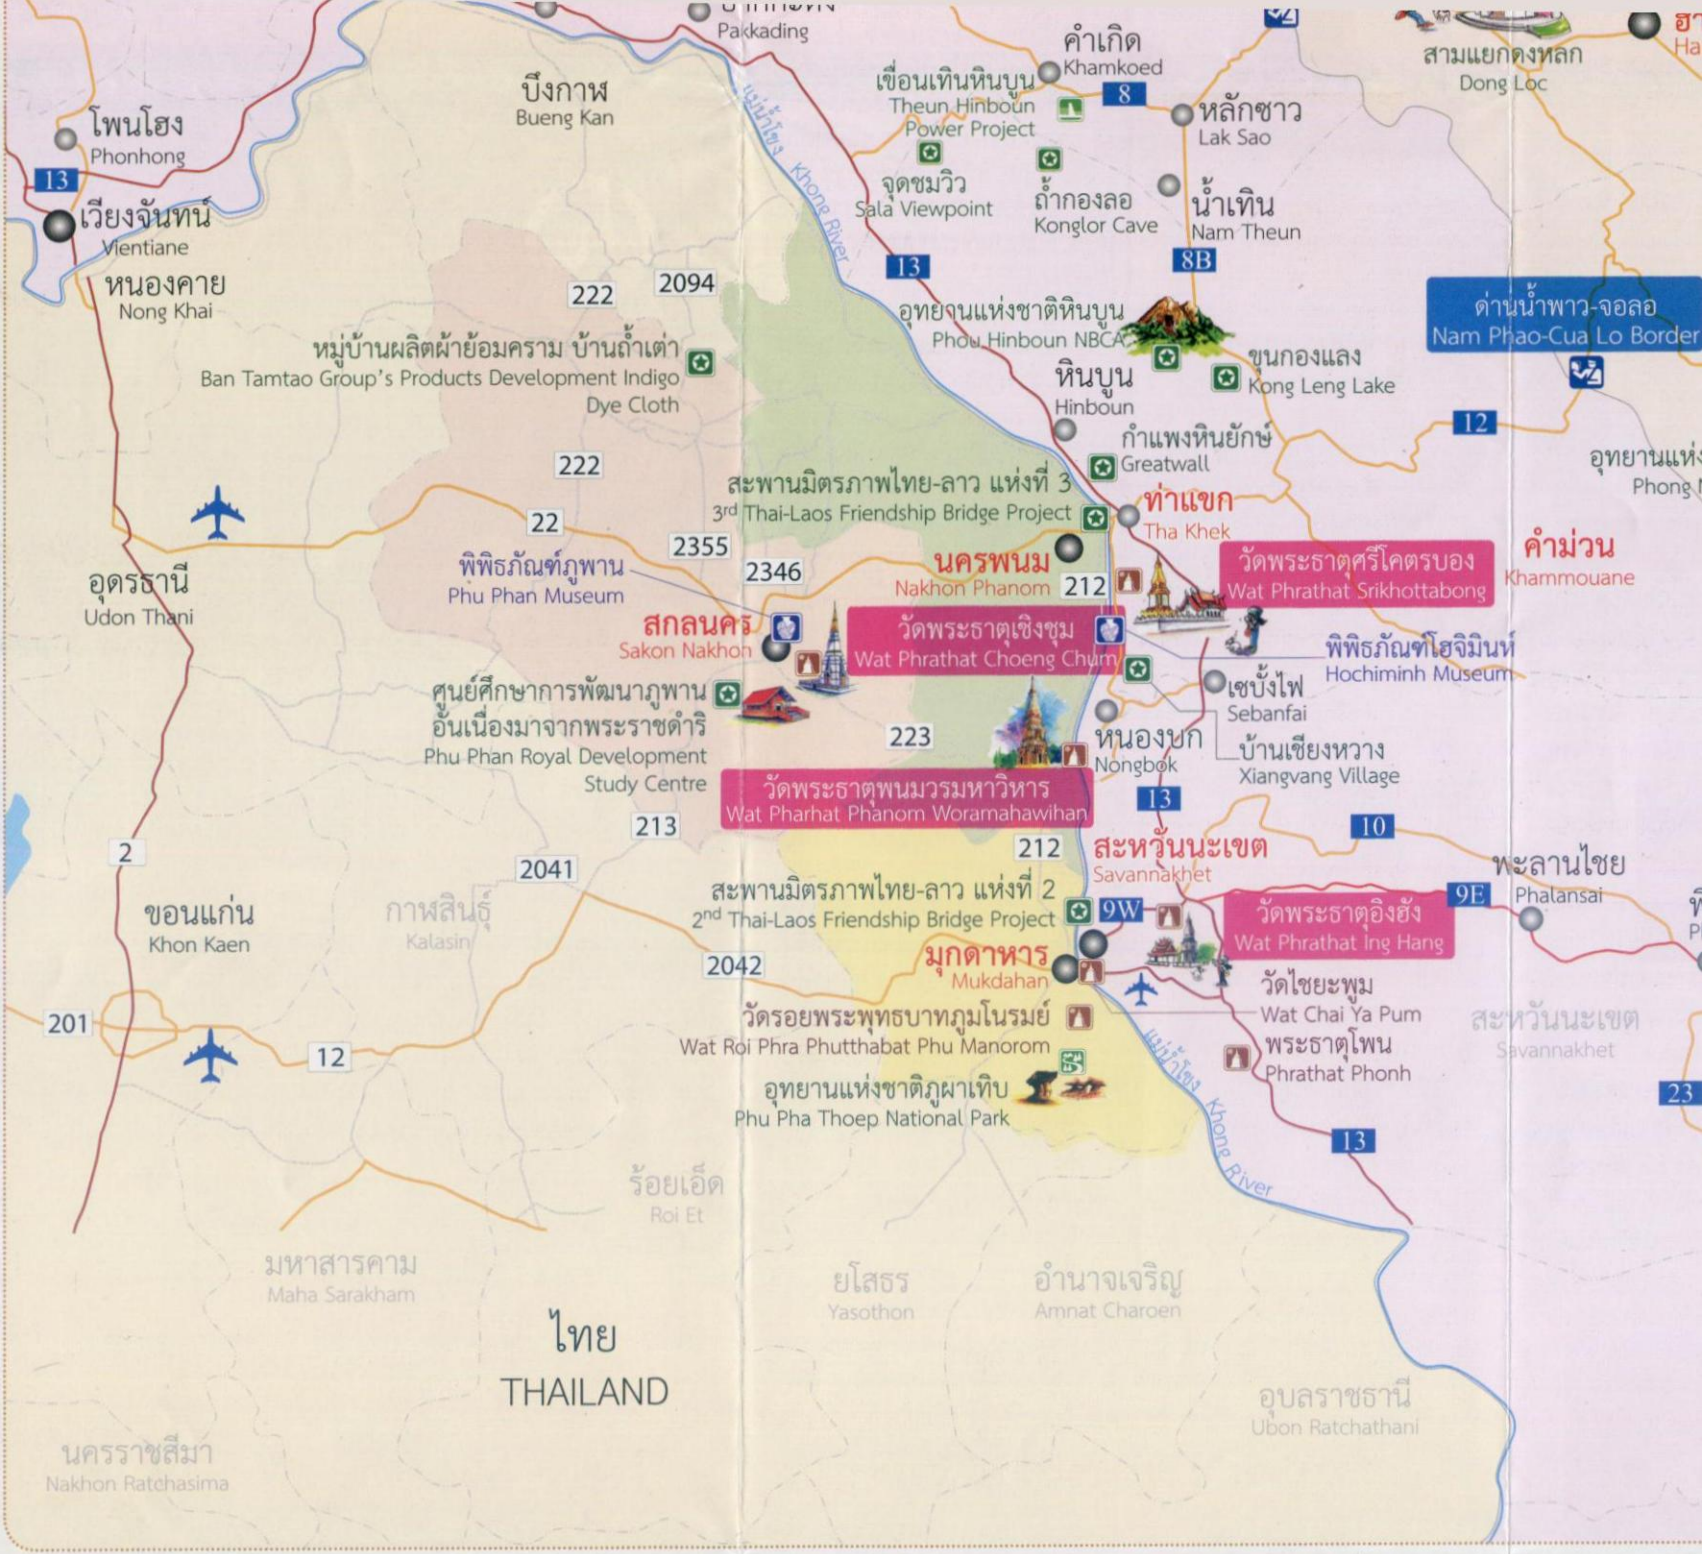 Pakkading
คำเกิด
Khamkoed
8
สามแยกดงหลก
Dong Loc
บึงกาฬ
Bueng Kan
เขื่อนเทินหินบูน
Theun Hinboun
Power Project
หลักซาว
Lak Sao
โพนโฮง
Phonhong
13
แม่น้ำโขง Khong River
จุดชมวิว
Sala Viewpoint
ถ้ำกองลอ
Konglor Cave
น้ำเทิน
Nam Theun
เวียงจันทน์
Vientiane
หนองคาย
Nong Khai
13
8B
222
2094
อุทยานแห่งชาติหินบูน
Phou Hinboun NBCA
ด่านน้ำพาว-จอลอ
Nam Phao-Cua Lo Border
หมู่บ้านผลิตผ้าย้อมคราม บ้านถ้ำเต่า
Ban Tamtao Group's Products Development Indigo
Dye Cloth
ขุนกองแลง
Kong Leng Lake
หินบูน
Hinboun
12
กำแพงหินยักษ์
Greatwall
222
สะพานมิตรภาพไทย-ลาว แห่งที่ 3
3rd Thai-Laos Friendship Bridge Project
ท่าแขก
Tha Khek
22
2355
2346
นครพนม
Nakhon Phanom
212
วัดพระธาตุศรีโคตรบอง
Wat Phrathat Srikhottabong
คำม่วน
Khammouane
พิพิธภัณฑ์ภูพาน
Phu Phan Museum
อุดรธานี
Udon Thani
สกลนคร
Sakon Nakhon
วัดพระธาตุเชิงชุม
Wat Phrathat Choeng Chum
พิพิธภัณฑ์โฮจิมินห์
Hochiminh Museum
เซบั้งไฟ
Sebanfai
ศูนย์ศึกษาการพัฒนาภูพาน
อันเนื่องมาจากพระราชดำริ
Phu Phan Royal Development
Study Centre
223
หนองบก
Nongbok
บ้านเชียงหวาง
Xiangvang Village
วัดพระธาตุพนมวรมหาวิหาร
Wat Pharhat Phanom Woramahawihan
13
213
10
2
2041
212
สะหวันนะเขต
Savannakhet
พะลานไชย
Phalansai
สะพานมิตรภาพไทย-ลาว แห่งที่ 2
2nd Thai-Laos Friendship Bridge Project
9W
9E
วัดพระธาตุอิงฮัง
Wat Phrathat Ing Hang
ขอนแก่น
Khon Kaen
กาฬสินธุ์
Kalasin
2042
มุกดาหาร
Mukdahan
วัดไชยะพูม
Wat Chai Ya Pum
201
12
วัดรอยพระพุทธบาทภูมโนรมย์
Wat Roi Phra Phutthabat Phu Manorom
พระธาตุโพน
Phrathat Phonh
สะหวันนะเขต
Savannakhet
อุทยานแห่งชาติภูผาเทิบ
Phu Pha Thoep National Park
แม่น้ำโขง Khong River
23
13
ร้อยเอ็ด
Roi Et
มหาสารคาม
Maha Sarakham
ยโสธร
Yasothon
อำนาจเจริญ
Amnat Charoen
ไทย
THAILAND
อุบลราชธานี
Ubon Ratchathani
นครราชสีมา
Nakhon Ratchasima